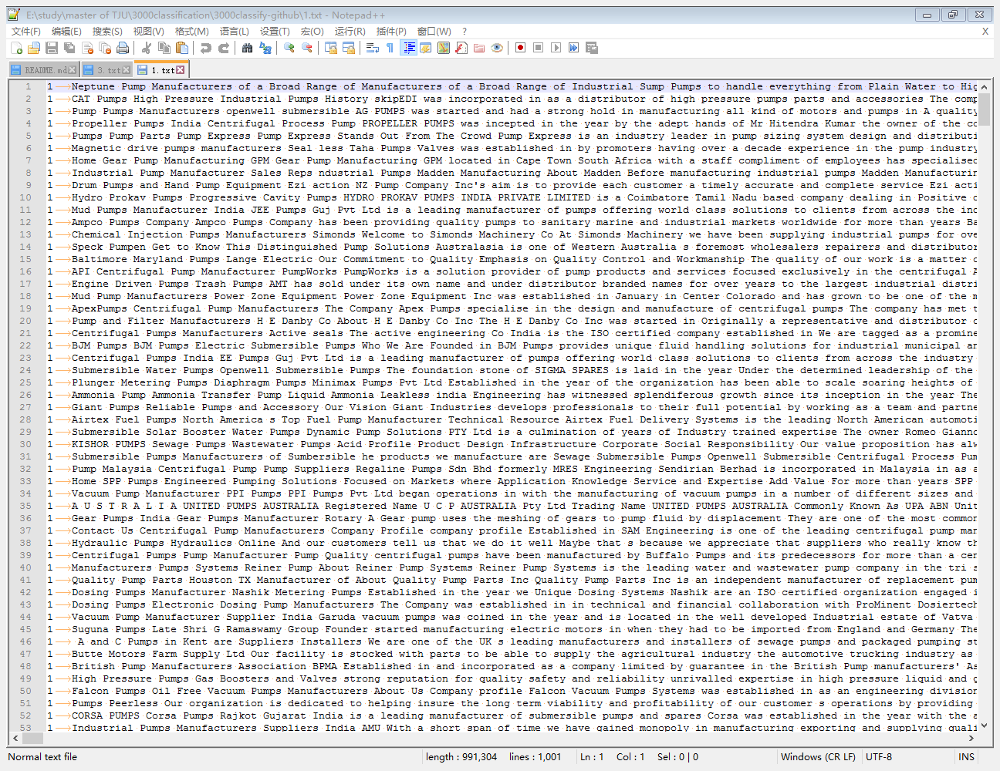 E:\study\master of TJU\3000classification\3000classify-github\1.txt - Notepad++
文件(F) 编辑(E) 搜索(S) 视图(V) 格式(M) 语言(L) 设置(T) 宏(O) 运行(R) 插件(P) 窗口(W) ? X
README.md 3.txt 1.txt
1 1 Neptune Pump Manufacturers of a Broad Range of Manufacturers of a Broad Range of Industrial Sump Pumps to handle everything from Plain Water to Hig
2 1 CAT Pumps High Pressure Industrial Pumps History skipEDI was incorporated in as a distributor of high pressure pumps parts and accessories The comp
3 1 Pump Pumps Manufacturers openwell submersible AG PUMPS was started and had a strong hold in manufacturing all kind of motors and pumps in A quality
4 1 Propeller Pumps India Centrifugal Process Pump PROPELLER PUMPS was incepted in the year by the adept hands of Mr Hitendra Kumar the owner of the co
5 1 Pumps Pump Parts Pump Express Pump Express Stands Out From The Crowd Pump Express is an industry leader in pump sizing system design and distributi
6 1 Magnetic drive pumps manufacturers Seal less Taha Pumps Valves was established in by promoters having over a decade experience in the pump industry
7 1 Home Gear Pump Manufacturing GPM Gear Pump Manufacturing GPM located in Cape Town South Africa with a staff compliment of employees has specialised
8 1 Industrial Pump Manufacturer Sales Reps ndustrial Pumps Madden Manufacturing About Madden Before manufacturing industrial pumps Madden Manufacturin
9 1 Drum Pumps and Hand Pump Equipment Ezi action NZ Pump Company Inc's aim is to provide each customer a timely accurate and complete service Ezi acti
10 1 Hydro Prokav Pumps Progressive Cavity Pumps HYDRO PROKAV PUMPS INDIA PRIVATE LIMITED is a Coimbatore Tamil Nadu based company dealing in Positive
11 1 Mud Pumps Manufacturer India JEE Pumps Guj Pvt Ltd is a leading manufacturer of pumps offering world class solutions to clients from across the inc
12 1 Ampco Pumps Company Ampco Pumps Company has been providing quality pumps to sanitary marine and industrial markets worldwide for more than years Ba
13 1 Chemical Injection Pumps Manufacturers Simonds Welcome to Simonds Machinery Co At Simonds Machinery we have been supplying industrial pumps for ove
14 1 Speck Pumpen Get to Know This Distinguished Pump Solutions Australasia is one of Western Australia s foremost wholesalers repairers and distributor
15 1 Baltimore Maryland Pumps Lange Electric Our Commitment to Quality Emphasis on Quality Control and Workmanship The quality of our work is a matter
16 1 API Centrifugal Pump Manufacturer PumpWorks PumpWorks is a solution provider of pump products and services focused exclusively in the centrifugal A
17 1 Engine Driven Pumps Trash Pumps AMT has sold under its own name and under distributor branded names for over years to the largest industrial distri
18 1 Mud Pump Manufacturers Power Zone Equipment Power Zone Equipment Inc was established in January in Center Colorado and has grown to be one of the m
19 1 ApexPumps Centrifugal Pump Manufacturers The Company Apex Pumps specialise in the design and manufacture of centrifugal pumps The company has met t
20 1 Pump and Filter Manufacturers H E Danby Co About H E Danby Co Inc The H E Danby Co Inc was started in Originally a representative and distributor
21 1 Centrifugal Pumps Manufacturers Active seals The active engineering Co India is the ISO certified company established in We are tagged as a promine
22 1 BJM Pumps BJM Pumps Electric Submersible Pumps Who We Are Founded in BJM Pumps provides unique fluid handling solutions for industrial municipal ar
23 1 Centrifugal Pumps India EE Pumps Guj Pvt Ltd is a leading manufacturer of pumps offering world class solutions to clients from across the industry
24 1 Submersible Water Pumps Openwell Submersible Pumps The foundation stone of SIGMA SPARES is laid in the year Under the determined leadership of the
25 1 Plunger Metering Pumps Diaphragm Pumps Minimax Pumps Pvt Ltd Established in the year of the organization has been able to scale soaring heights of
26 1 Ammonia Pump Ammonia Transfer Pump Liquid Ammonia Leakless india Engineering has witnessed splendiferous growth since its inception in the year The
27 1 Giant Pumps Reliable Pumps and Accessory Our Vision Giant Industries develops professionals to their full potential by working as a team and partne
28 1 Airtex Fuel Pumps North America s Top Fuel Pump Manufacturer Technical Resource Airtex Fuel Delivery Systems is the leading North American automoti
29 1 Submersible Solar Booster Water Pumps Dynamic Pump Solutions PTY Ltd is a culmination of years of Industry trained expertise The owner Romeo Gianno
30 1 KISHOR PUMPS Sewage Pumps Wastewater Pumps Acid Profile Product Design Infrastructure Corporate Social Responsibility Our value proposition has alw
31 1 Submersible Pumps Manufacturers of Sumbersible he products we manufacture are Sewage Submersible Pumps Openwell Submersible Centrifugal Process Pum
32 1 Pump Malaysia Centrifugal Pump Pump Suppliers Regaline Pumps Sdn Bhd formerly MRES Engineering Sendirian Berhad is incorporated in Malaysia in as a
33 1 Home SPP Pumps Engineered Pumping Solutions Focused on Markets where Application Knowledge Service and Expertise Add Value For more than years SPP
34 1 Vacuum Pump Manufacturer PPI Pumps PPI Pumps Pvt Ltd began operations in with the manufacturing of vacuum pumps in a number of different sizes and
35 1 A U S T R A L I A UNITED PUMPS AUSTRALIA Registered Name U C P AUSTRALIA Pty Ltd Trading Name UNITED PUMPS AUSTRALIA Commonly Known As UPA ABN Unit
36 1 Gear Pumps India Gear Pumps Manufacturer Rotary A Gear pump uses the meshing of gears to pump fluid by displacement They are one of the most common
37 1 Contact Us Centrifugal Pump Manufacturers Company Profile company profile Established in SAM Engineering is one of the leading centrifugal pump man
38 1 Hydraulic Pumps Hydraulics Online And our customers tell us that we do it well Maybe that s because we appreciate that suppliers who really know th
39 1 Centrifugal Pumps Pump Manufacturer Pump Quality centrifugal pumps have been manufactured by Buffalo Pumps and its predecessors for more than a cen
40 1 Manufacturers Pumps Systems Reiner Pump About Reiner Pump Systems Reiner Pump Systems is the leading water and wastewater pump company in the tri s
41 1 Quality Pump Parts Houston TX Manufacturer of About Quality Pump Parts Inc Quality Pump Parts Inc is an independent manufacturer of replacement pum
42 1 Dosing Pumps Manufacturer Nashik Metering Pumps Established in the year we Unique Dosing Systems Nashik are an ISO certified organization engaged i
43 1 Dosing Pumps Electronic Dosing Pump Manufacturers The Company was established in in technical and financial collaboration with ProMinent Dosiertech
44 1 Vacuum Pump Manufacturer Supplier India Garuda vacuum pumps was coined in the year and is located in the well developed Industrial estate of Vatva
45 1 Suguna Pumps Late Shri G Ramaswamy Group Founder started manufacturing electric motors in when they had to be imported from England and Germany The
46 1 A and C Pumps in Kent are Suppliers Installers We are one of the UK s leading manufacturers and installers of sewage pumps and packaged pumping st
47 1 Butte Motors Farm Supply Ltd Our facility is stocked with parts to be able to supply the agricultural industry the automotive trucking industry as
48 1 British Pump Manufacturers Association BPMA Established in and incorporated as a company limited by guarantee in the British Pump manufacturers' As
49 1 High Pressure Pumps Gas Boosters and Valves strong reputation for quality safety and reliability unrivalled expertise in high pressure liquid and g
50 1 Falcon Pumps Oil Free Vacuum Pumps Manufacturers About Us Company profile Falcon Vacuum Pumps Systems was established in as an engineering division
51 1 Pumps Peerless Our organization is dedicated to helping insure the long term viability and profitability of our customer s operations by providing
52 1 CORSA PUMPS Corsa Pumps Rajkot Gujarat India is a leading manufacturer of submersible pumps and spares Corsa was established in the year with the a
53 1 Industrial Pumps Manufacturers Suppliers India AMU With a short span of time we have gained monopoly in manufacturing exporting and supplying quali
Normal text file length : 991,304 lines : 1,001 Ln : 1 Col : 1 Sel : 0 | 0 Windows (CR LF) UTF-8 INS